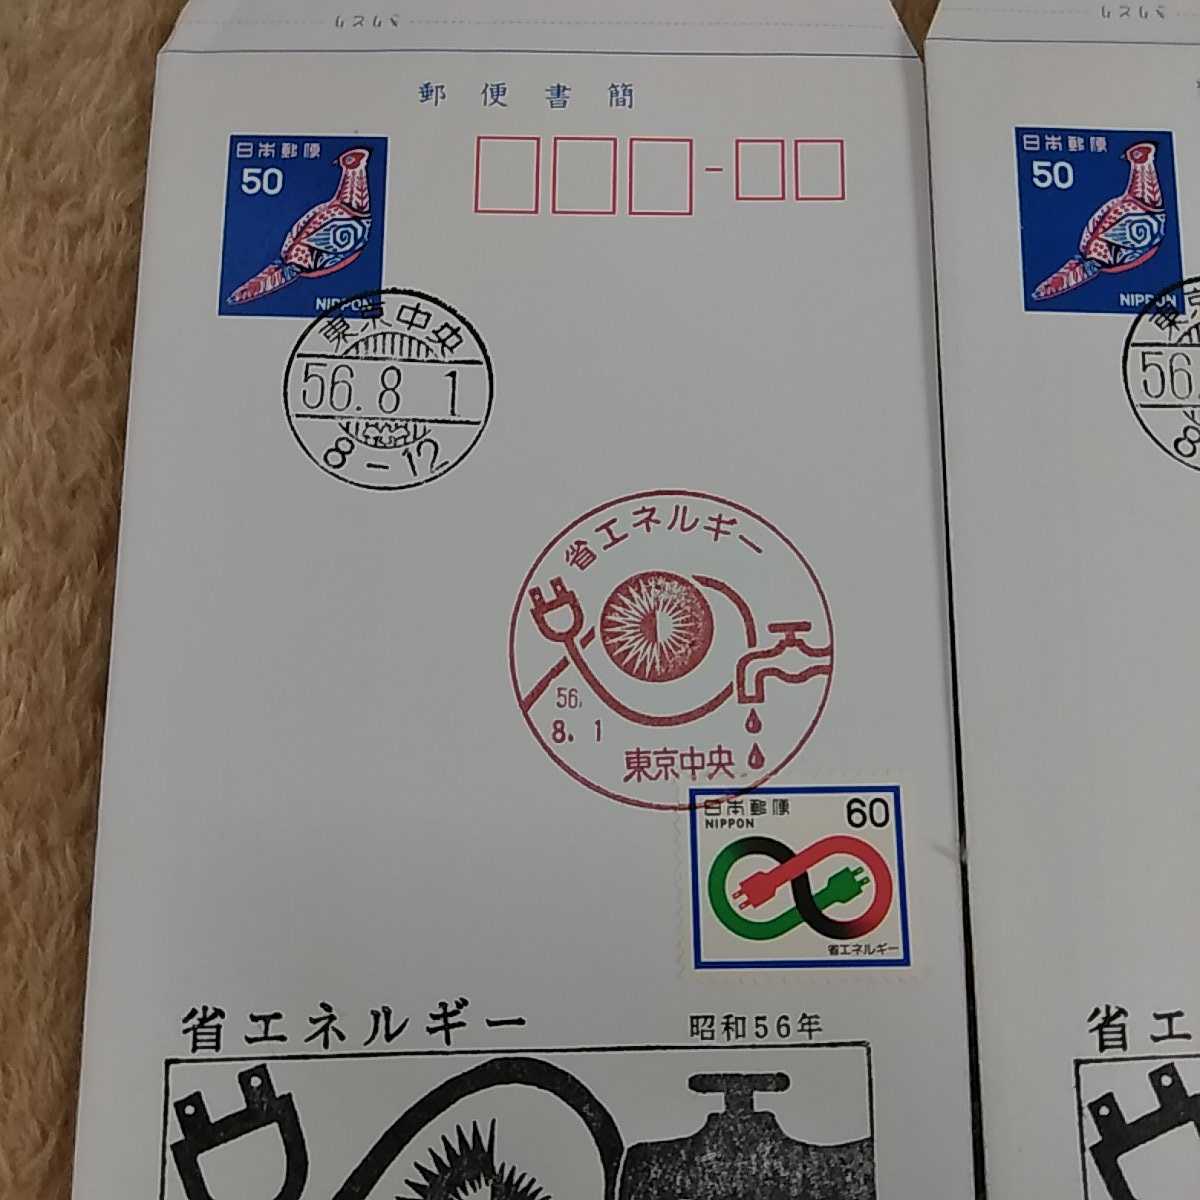 郵便書簡
日本郵便
50
NIPPON
東京中央
56.8 1
8-12
省エネルギー
56.
8.1
東京中央
日本郵便
NIPPON
60
省エネルギー
省エネルギー
昭和56年
日本郵便
50
NIPPON
東京
56.
8
省エ